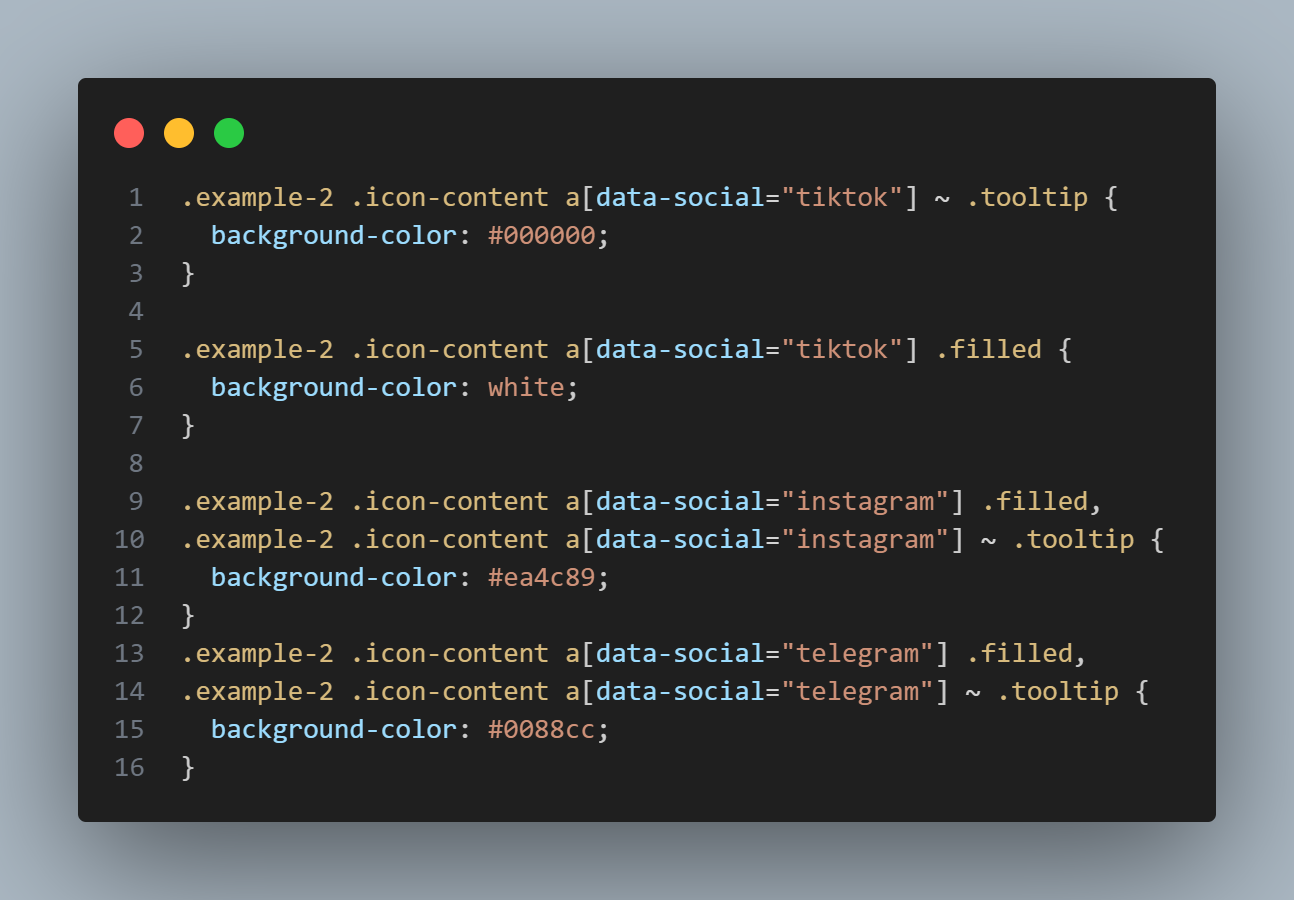 1 .example-2 .icon-content a[data-social="tiktok"] ~ .tooltip {
2   background-color: #000000;
3 }
4
5 .example-2 .icon-content a[data-social="tiktok"] .filled {
6   background-color: white;
7 }
8
9 .example-2 .icon-content a[data-social="instagram"] .filled,
10 .example-2 .icon-content a[data-social="instagram"] ~ .tooltip {
11   background-color: #ea4c89;
12 }
13 .example-2 .icon-content a[data-social="telegram"] .filled,
14 .example-2 .icon-content a[data-social="telegram"] ~ .tooltip {
15   background-color: #0088cc;
16 }